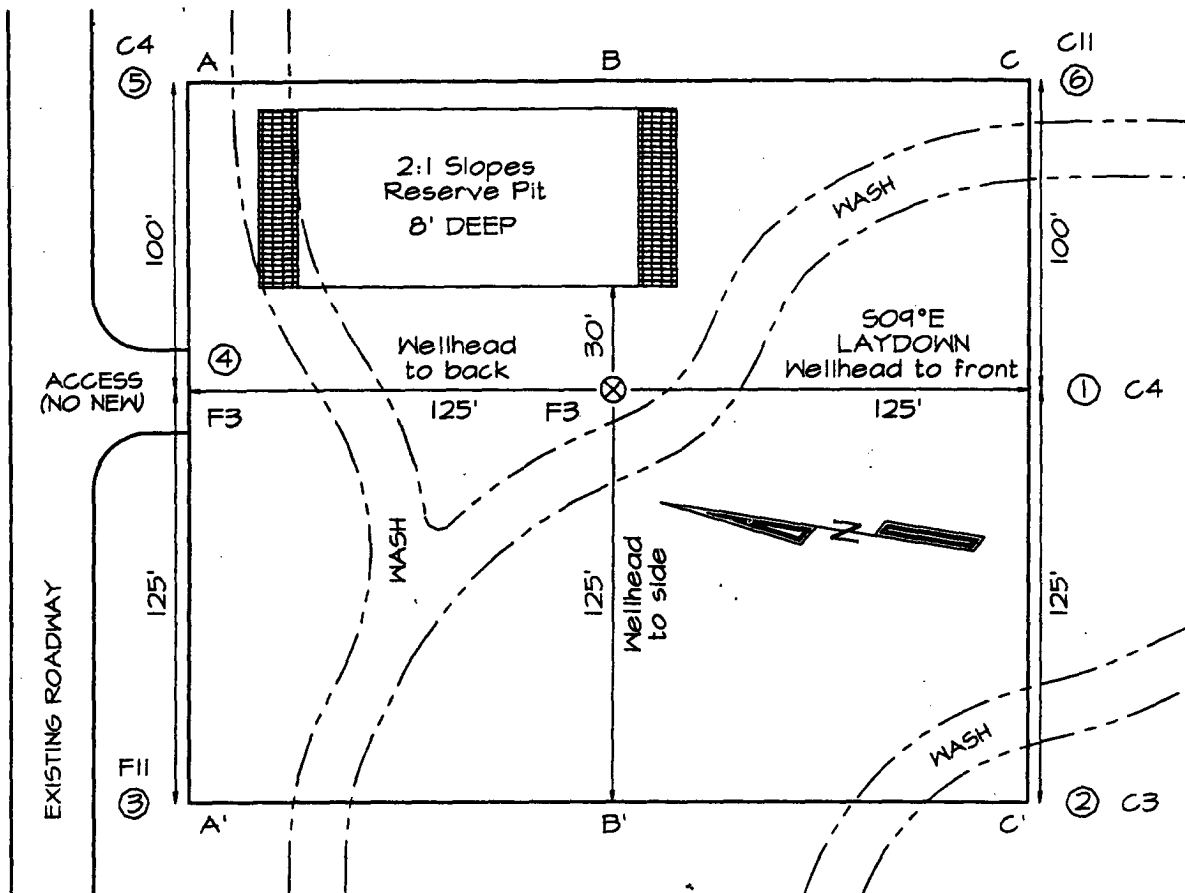 C4
⑤
A
B
C
C11
⑥
2:1 Slopes
Reserve Pit
8' DEEP
WASH
100'
100'
30'
S09°E
LAYDOWN
Wellhead to front
Wellhead
to back
④
ACCESS
(NO NEW)
F3
125'
F3
125'
①
C4
N
WASH
EXISTING ROADWAY
125'
125'
Wellhead
to side
125'
WASH
F11
③
A'
B'
C'
②
C3